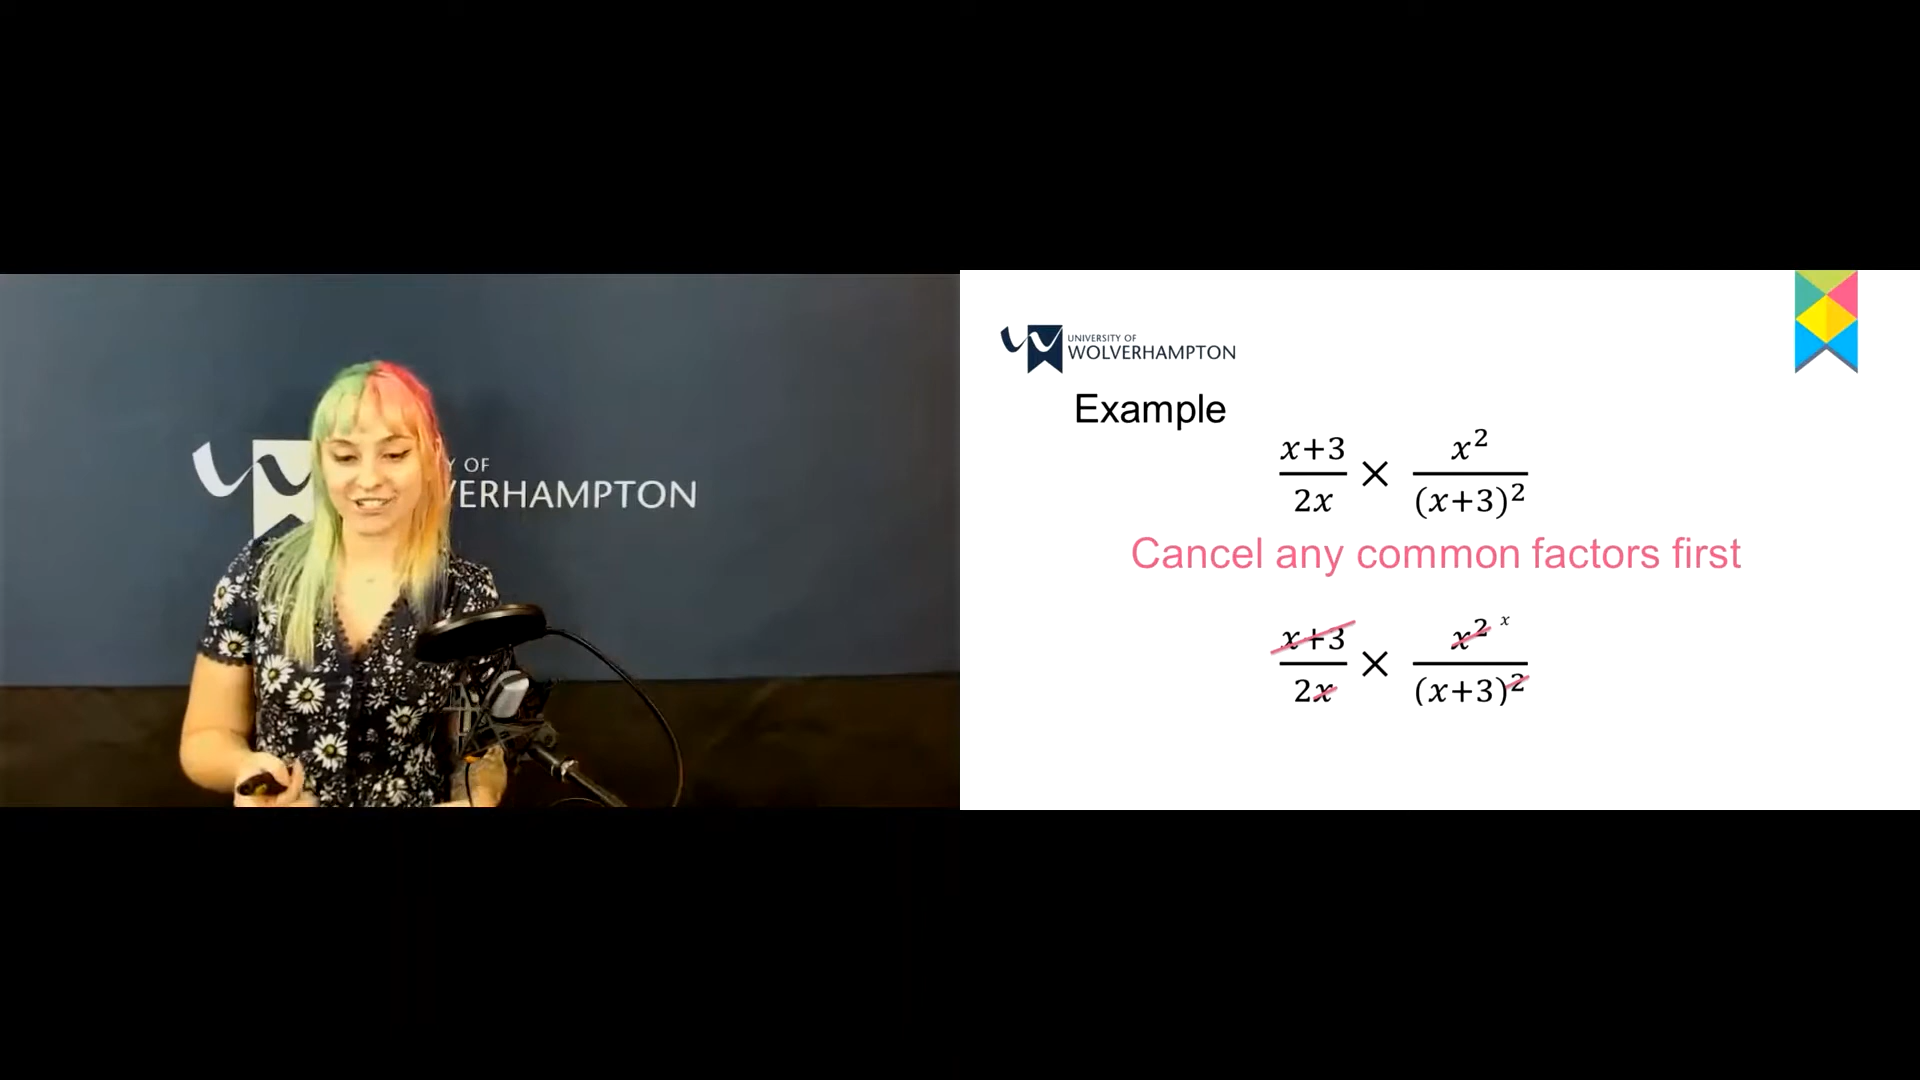 Y OF
VERHAMPTON
UNIVERSITY OF
WOLVERHAMPTON
Example
x+3 / 2x × x² / (x+3)²
Cancel any common factors first
x+3 / 2x × x² x / (x+3)²